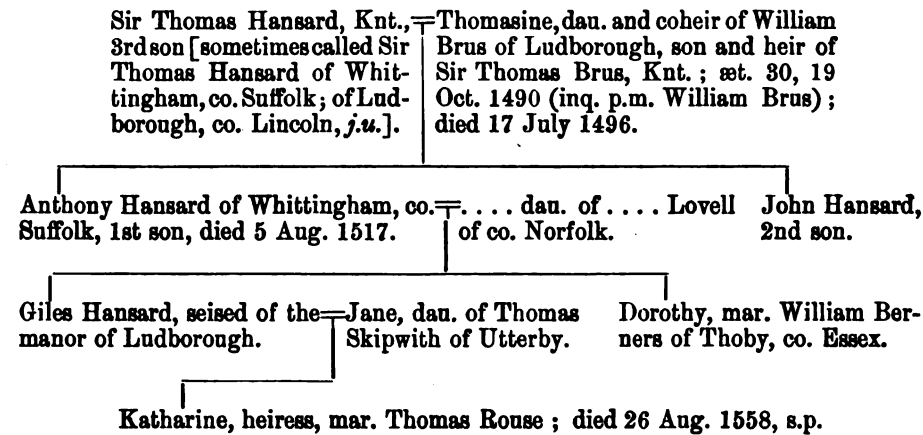 Sir Thomas Hansard, Knt.,
3rd son [sometimes called Sir
Thomas Hansard of Whit-
tingham, co. Suffolk; of Lud-
borough, co. Lincoln, j.u.].
Thomasine, dau. and coheir of William
Brus of Ludborough, son and heir of
Sir Thomas Brus, Knt. ; æt. 30, 19
Oct. 1490 (inq. p.m. William Brus) ;
died 17 July 1496.
Anthony Hansard of Whittingham, co.
Suffolk, 1st son, died 5 Aug. 1517.
. . . . dau. of . . . . Lovell
of co. Norfolk.
John Hansard,
2nd son.
Giles Hansard, seised of the
manor of Ludborough.
Jane, dau. of Thomas
Skipwith of Utterby.
Dorothy, mar. William Ber-
ners of Thoby, co. Essex.
Katharine, heiress, mar. Thomas Rouse ; died 26 Aug. 1558, s.p.